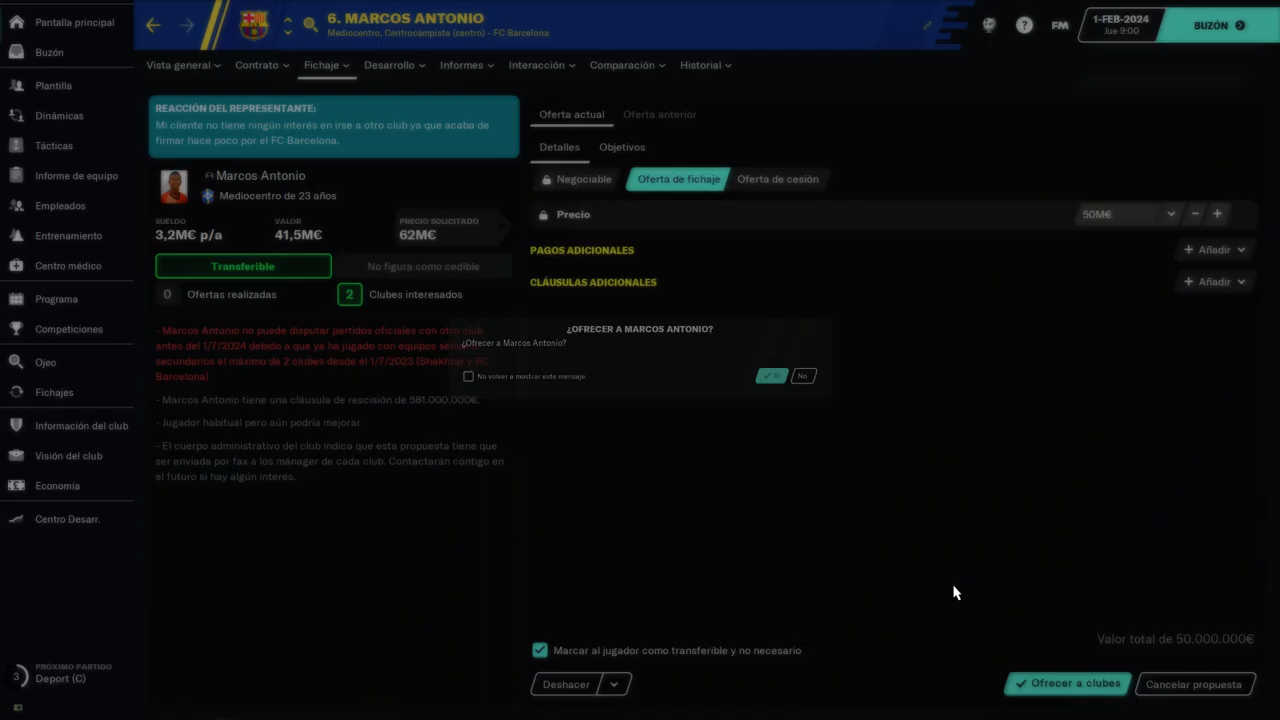 Pantalla principal
Buzón
Plantilla
Dinámicas
Tácticas
Informe de equipo
Empleados
Entrenamiento
Centro médico
Programa
Competiciones
Ojeo
Fichajes
Información del club
Visión del club
Economía
Centro Desarr.
3
PRÓXIMO PARTIDO
Deport (C)
6. MARCOS ANTONIO
Mediocentro, Centrocampista (centro) - FC Barcelona
?
FM
1-FEB-2024
Jue 9:00
BUZÓN
Vista general
Contrato
Fichaje
Desarrollo
Informes
Interacción
Comparación
Historial
REACCIÓN DEL REPRESENTANTE:
Mi cliente no tiene ningún interés en irse a otro club ya que acaba de
firmar hace poco por el FC Barcelona.
Marcos Antonio
Mediocentro de 23 años
SUELDO
3,2M€ p/a
VALOR
41,5M€
PRECIO SOLICITADO
62M€
Transferible
No figura como cedible
0 Ofertas realizadas
2 Clubes interesados
- Marcos Antonio no puede disputar partidos oficiales con otro club
antes del 1/7/2024 debido a que ya ha jugado con equipos sénior
secundarios el máximo de 2 clubes desde el 1/7/2023 (Shakhtar y FC
Barcelona)
- Marcos Antonio tiene una cláusula de rescisión de 581.000.000€.
- Jugador habitual pero aún podría mejorar
- El cuerpo administrativo del club indica que esta propuesta tiene que
ser enviada por fax a los mánager de cada club. Contactarán contigo en
el futuro si hay algún interés.
Oferta actual
Oferta anterior
Detalles
Objetivos
Negociable
Oferta de fichaje
Oferta de cesión
Precio
50M€
PAGOS ADICIONALES
Añadir
CLÁUSULAS ADICIONALES
Añadir
¿OFRECER A MARCOS ANTONIO?
¿Ofrecer a Marcos Antonio?
No volver a mostrar este mensaje.
Sí
No
Valor total de 50.000.000€
Marcar al jugador como transferible y no necesario
Deshacer
Ofrecer a clubes
Cancelar propuesta